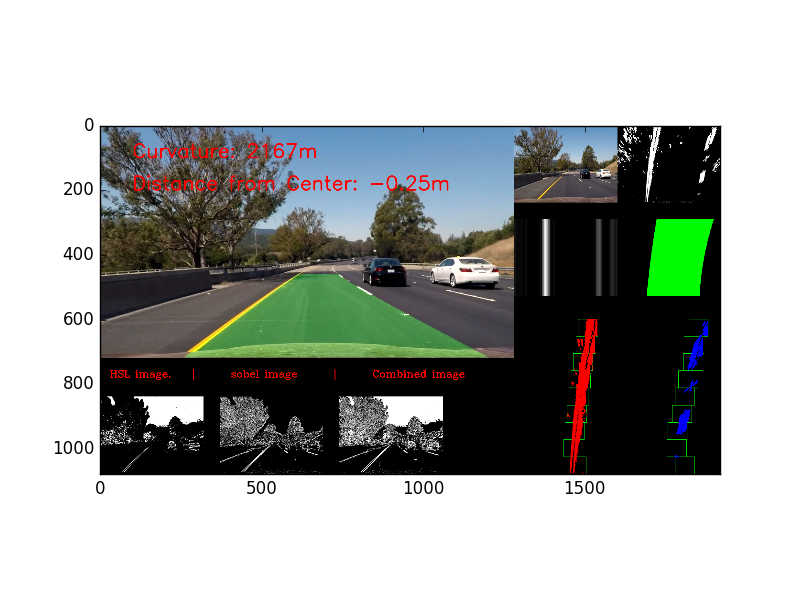 Curvature: 2167m
Distance from Center: -0.25m
HSL image. | sobel image | Combined image
0
200
400
600
800
1000
0 500 1000 1500